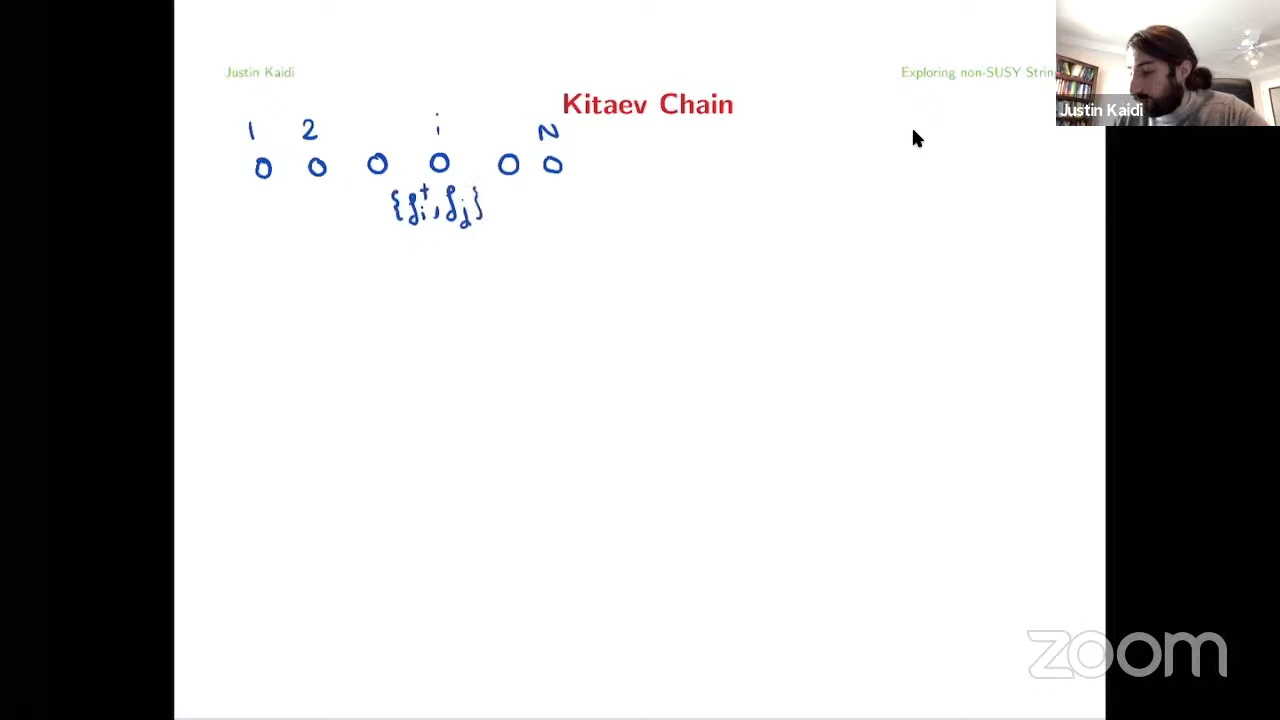 Justin Kaidi
Exploring non-SUSY Strin
Kitaev Chain
1 2 i N
{f_i^†, f_j}
Justin Kaidi
zoom